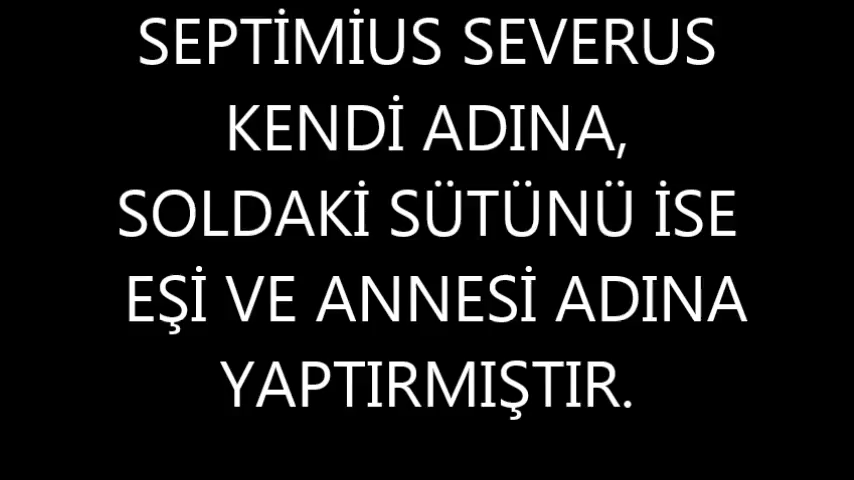 SEPTİMİUS SEVERUS
KENDİ ADINA,
SOLDAKİ SÜTÜNÜ İSE
EŞİ VE ANNESİ ADINA
YAPTIRMIŞTIR.